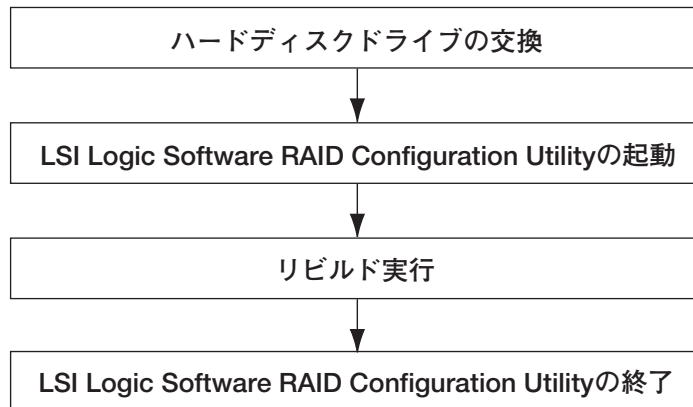 ハードディスクドライブの交換
LSI Logic Software RAID Configuration Utilityの起動
リビルド実行
LSI Logic Software RAID Configuration Utilityの終了